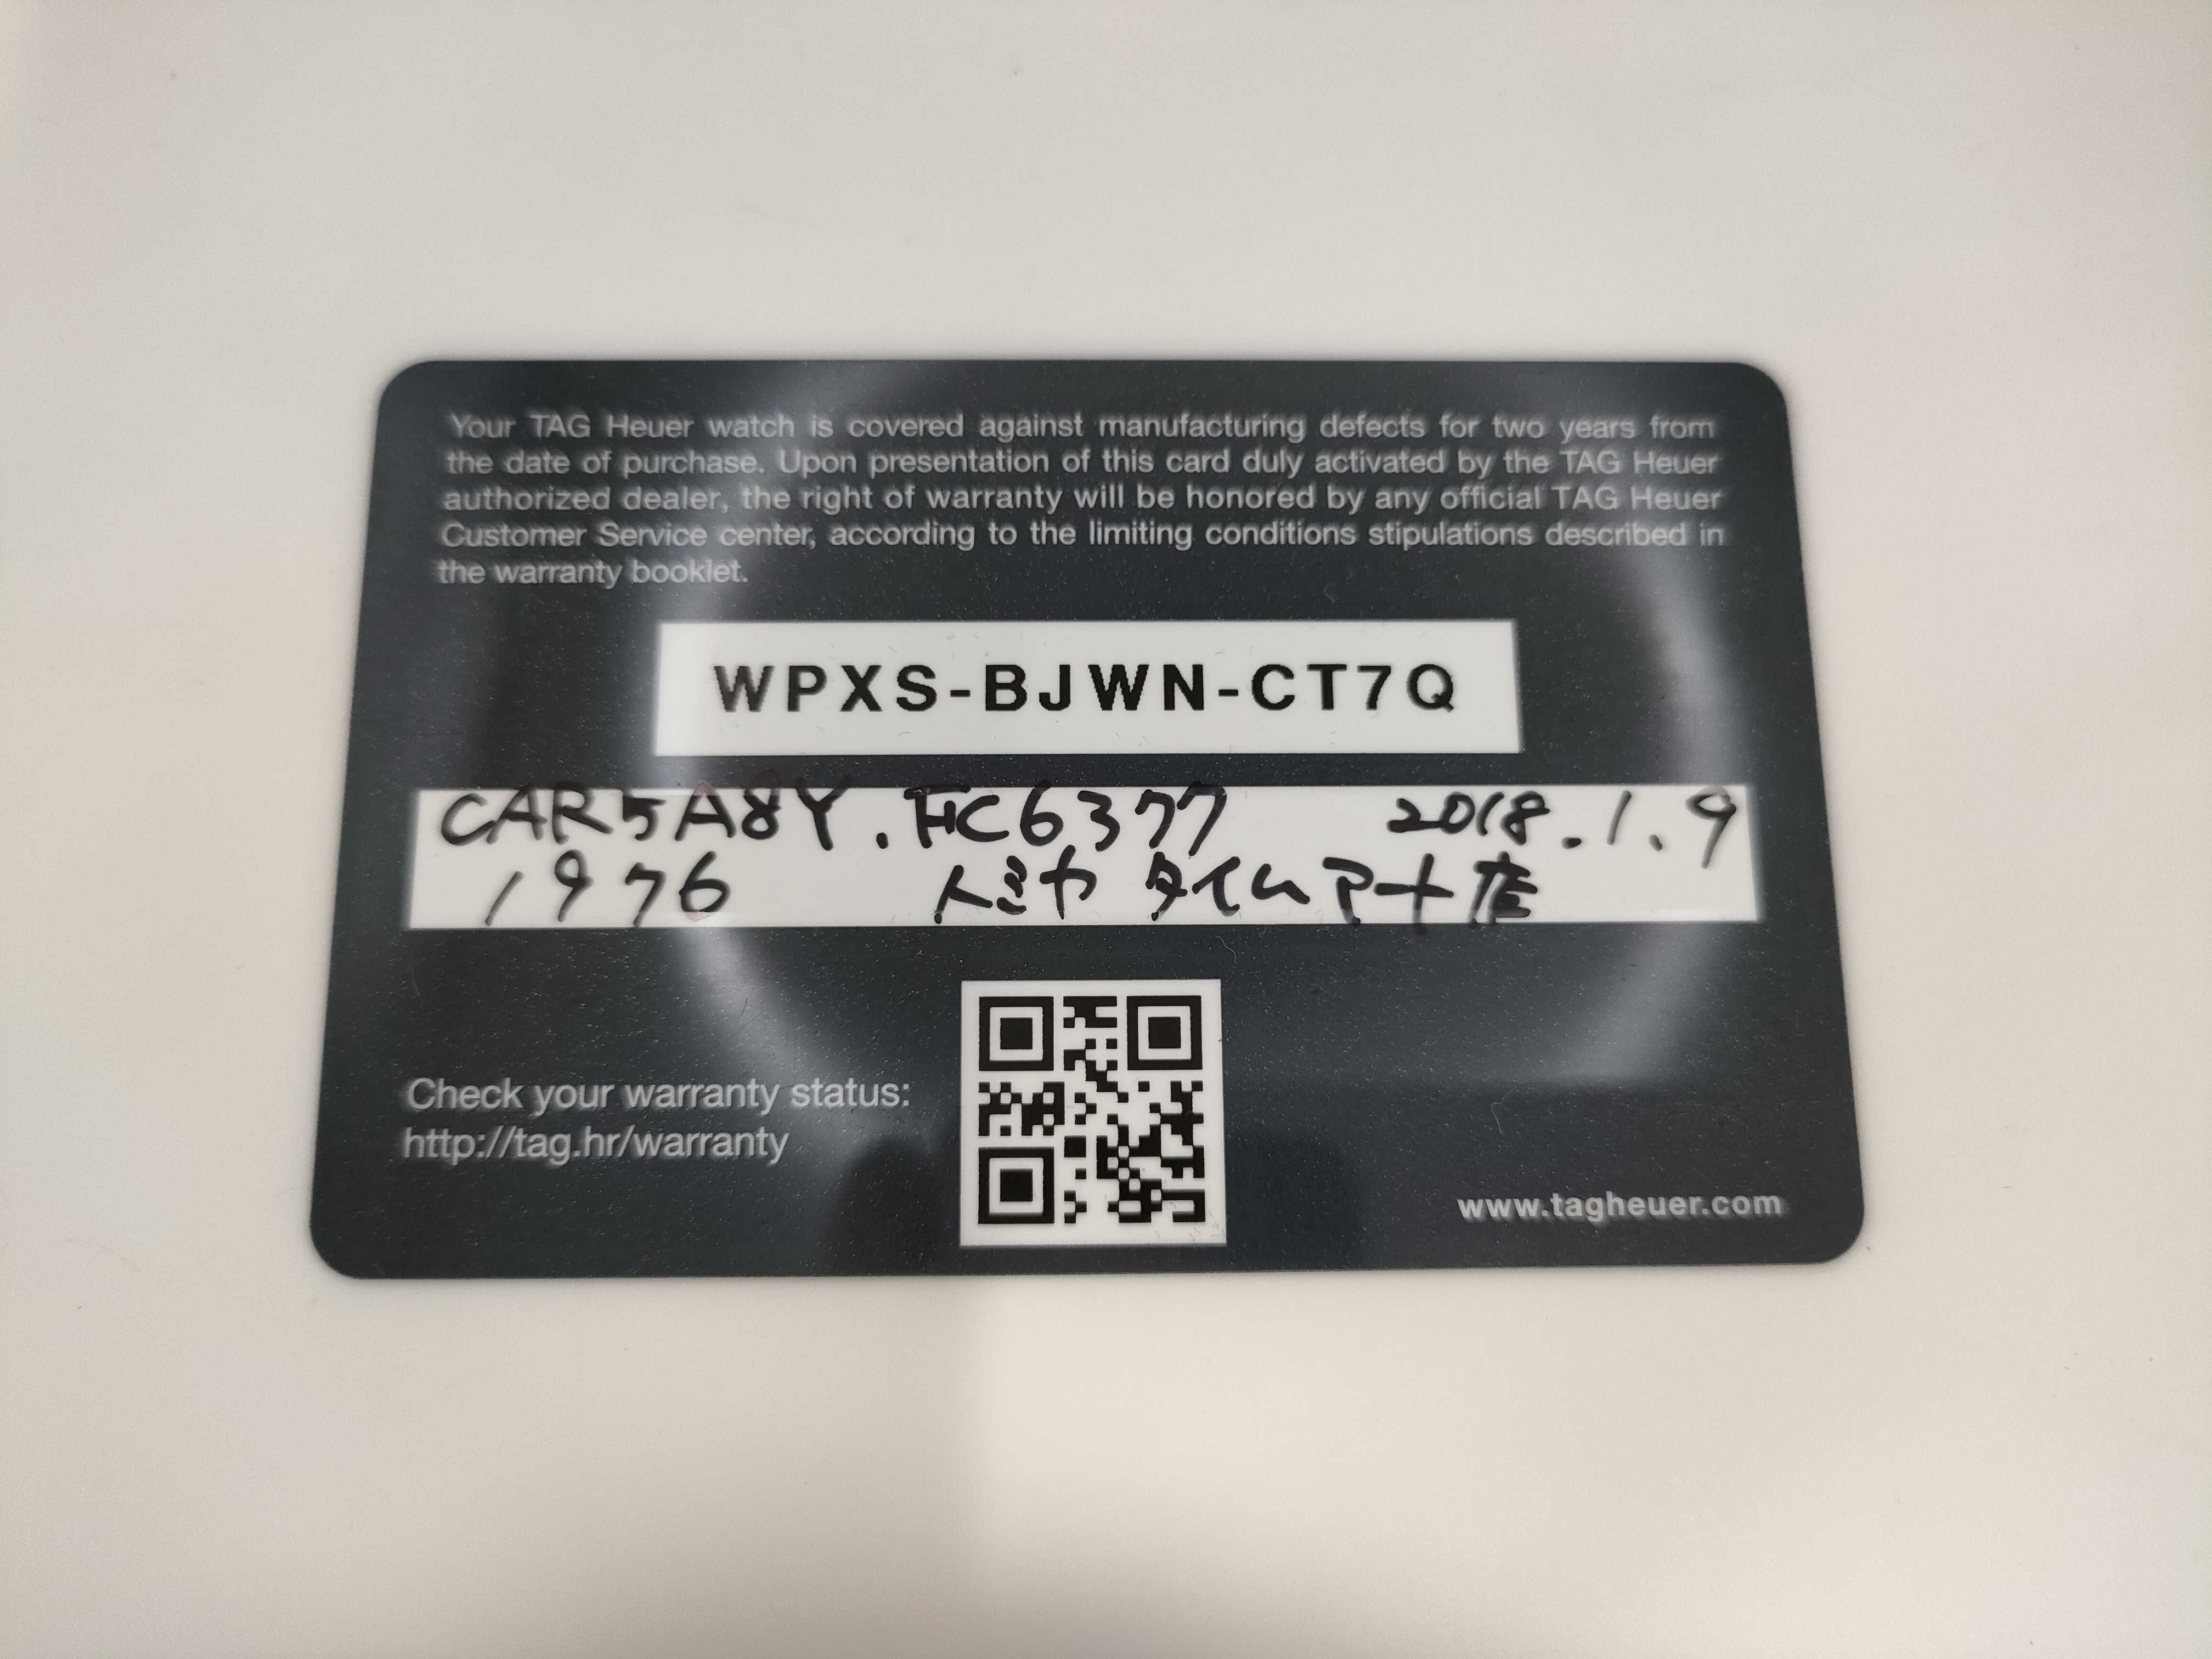 Your TAG Heuer watch is covered against manufacturing defects for two years from
the date of purchase. Upon presentation of this card duly activated by the TAG Heuer
authorized dealer, the right of warranty will be honored by any official TAG Heuer
Customer Service center, according to the limiting conditions stipulations described in
the warranty booklet.
WPXS-BJWN-CT7Q
CAR5A8Y.FC6377 2018.1.9
1976 トミヤ タイムアート店
Check your warranty status:
http://tag.hr/warranty
www.tagheuer.com